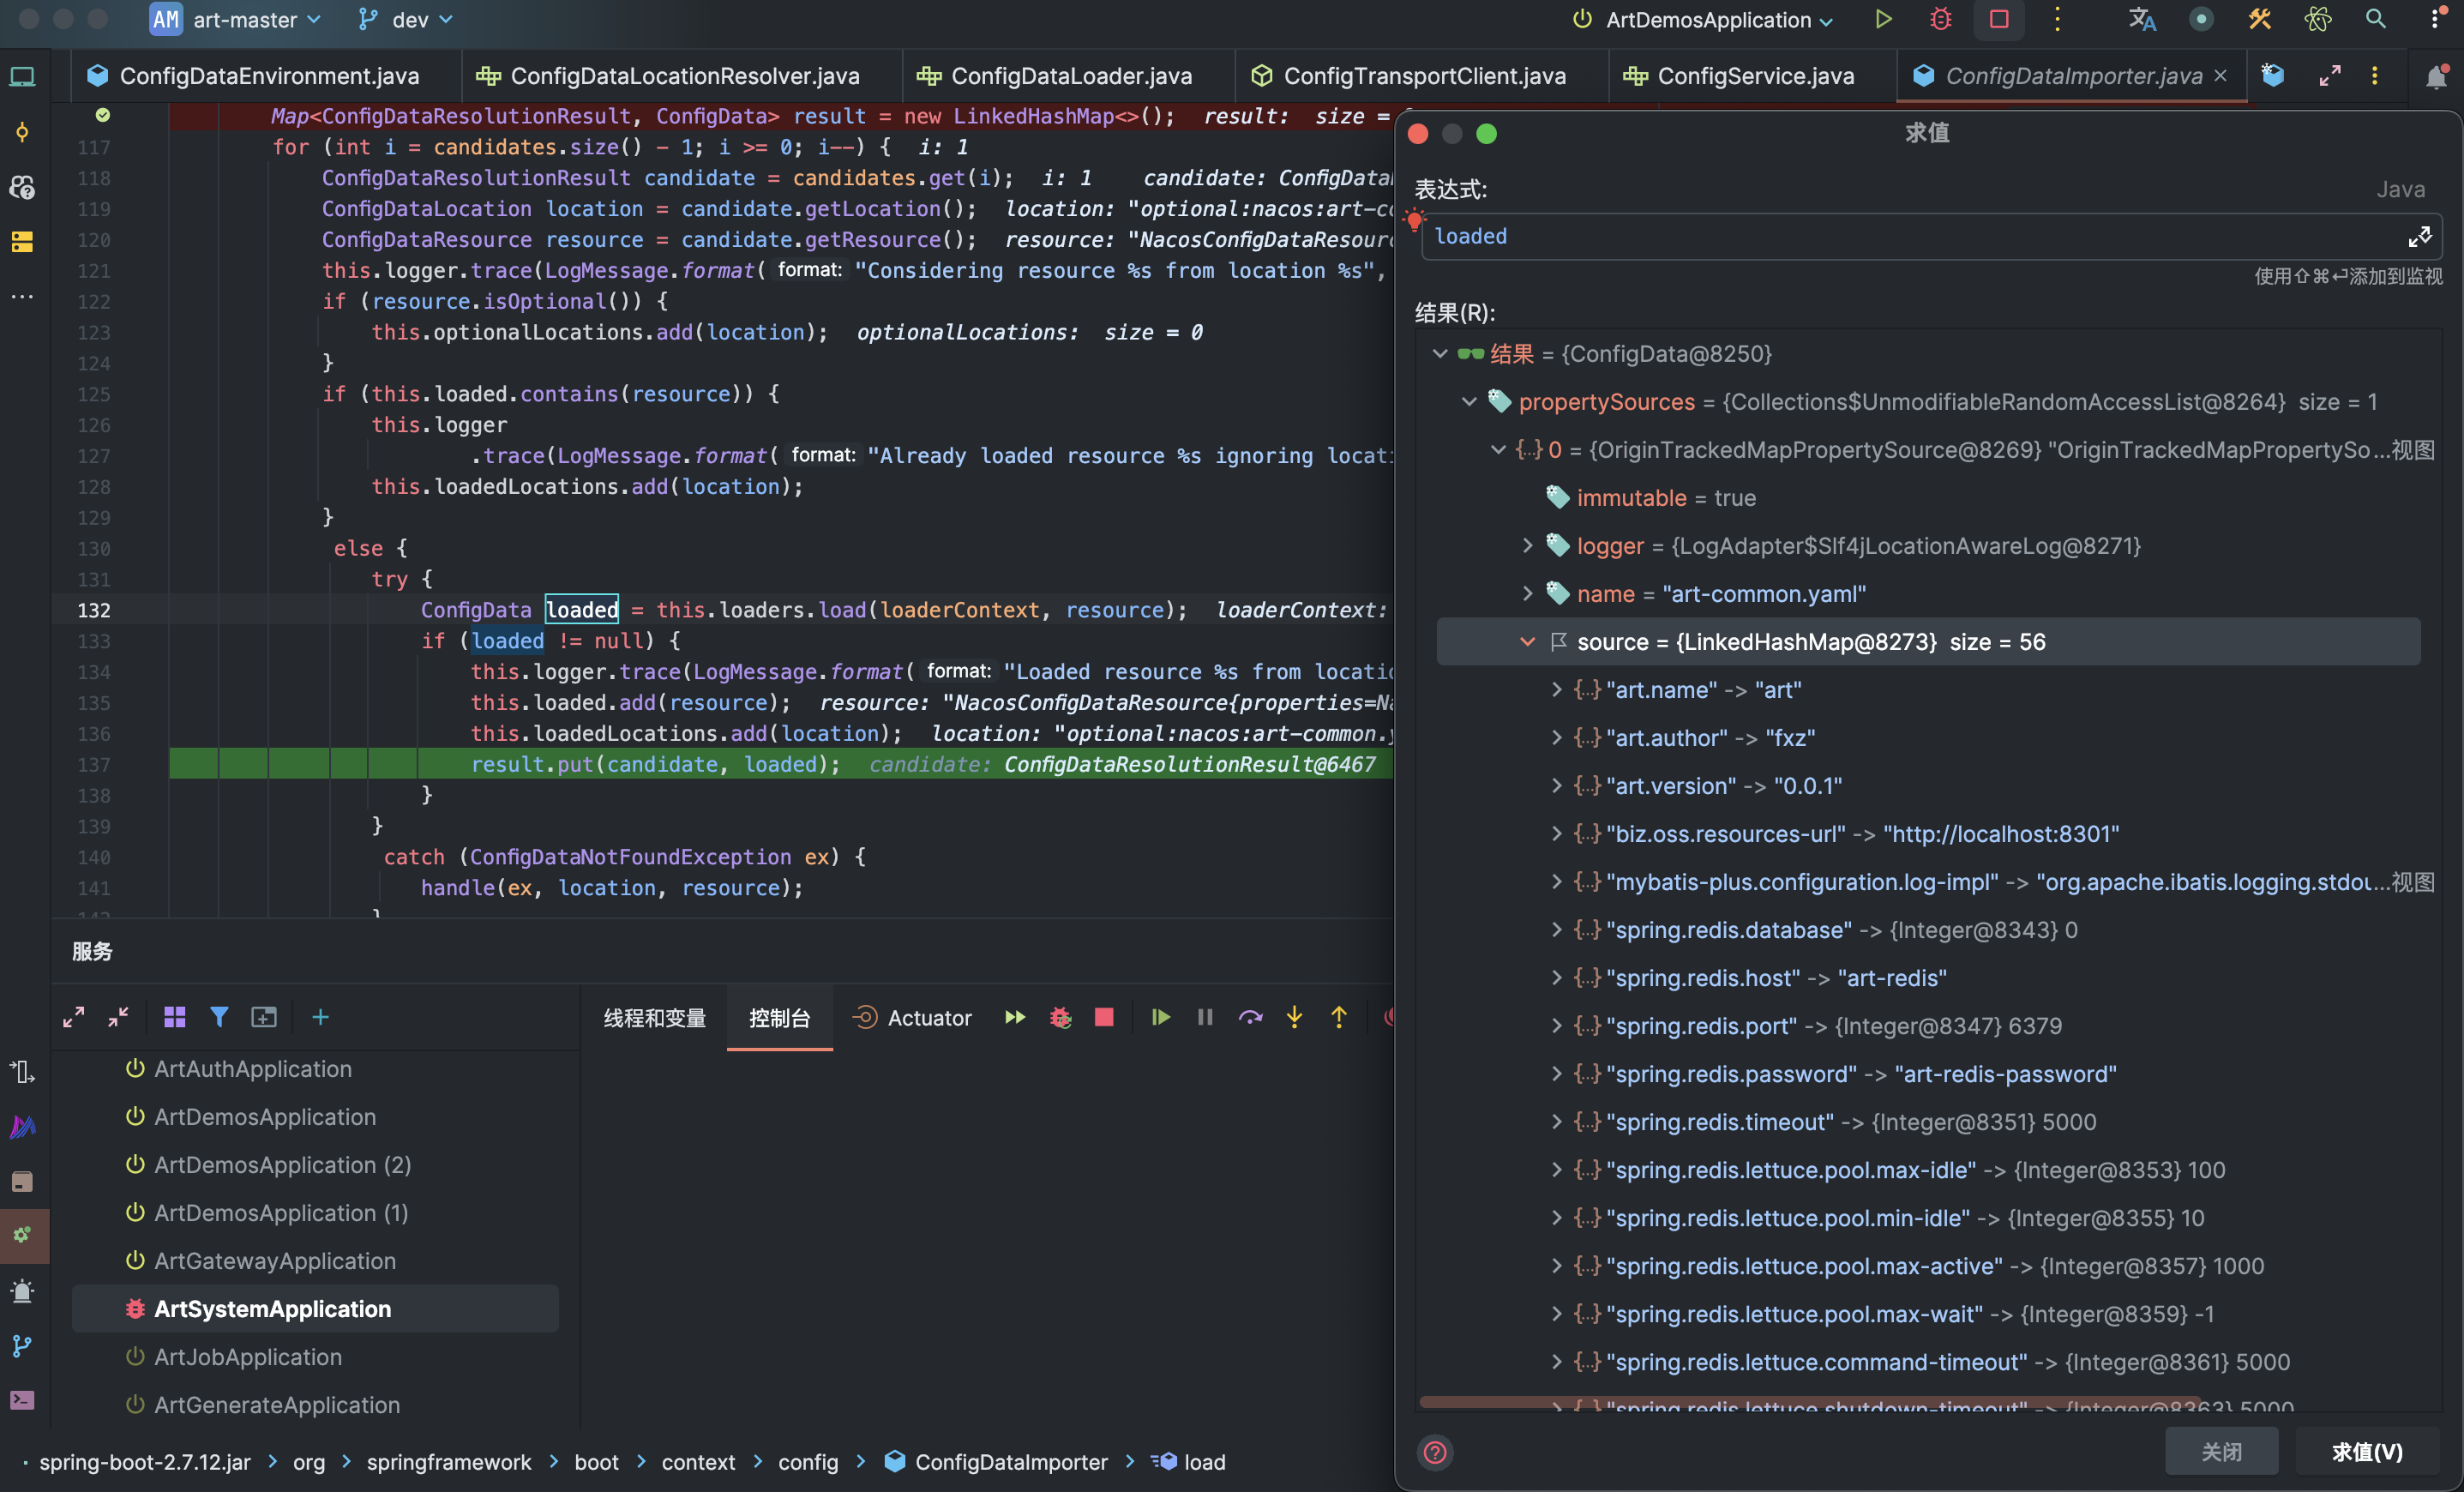 AM art-master dev ArtDemosApplication
ConfigDataEnvironment.java ConfigDataLocationResolver.java ConfigDataLoader.java ConfigTransportClient.java ConfigService.java ConfigDataImporter.java
Map<ConfigDataResolutionResult, ConfigData> result = new LinkedHashMap<>(); result: size =
117 for (int i = candidates.size() - 1; i >= 0; i--) { i: 1
118 ConfigDataResolutionResult candidate = candidates.get(i); i: 1 candidate: ConfigData
119 ConfigDataLocation location = candidate.getLocation(); location: "optional:nacos:art-co
120 ConfigDataResource resource = candidate.getResource(); resource: "NacosConfigDataResourc
121 this.logger.trace(LogMessage.format( format: "Considering resource %s from location %s",
122 if (resource.isOptional()) {
123 this.optionalLocations.add(location); optionalLocations: size = 0
124 }
125 if (this.loaded.contains(resource)) {
126 this.logger
127 .trace(LogMessage.format( format: "Already loaded resource %s ignoring locati
128 this.loadedLocations.add(location);
129 }
130 else {
131 try {
132 ConfigData loaded = this.loaders.load(loaderContext, resource); loaderContext:
133 if (loaded != null) {
134 this.logger.trace(LogMessage.format( format: "Loaded resource %s from locatio
135 this.loaded.add(resource); resource: "NacosConfigDataResource{properties=Na
136 this.loadedLocations.add(location); location: "optional:nacos:art-common.y
137 result.put(candidate, loaded); candidate: ConfigDataResolutionResult@6467
138 }
139 }
140 catch (ConfigDataNotFoundException ex) {
141 handle(ex, location, resource);
142 }
服务
线程和变量 控制台 Actuator
ArtAuthApplication
ArtDemosApplication
ArtDemosApplication (2)
ArtDemosApplication (1)
ArtGatewayApplication
ArtSystemApplication
ArtJobApplication
ArtGenerateApplication
spring-boot-2.7.12.jar > org > springframework > boot > context > config > ConfigDataImporter > load
求值
表达式: Java
loaded
使用⇧⌘⏎添加到监视
结果(R):
结果 = {ConfigData@8250}
propertySources = {Collections$UnmodifiableRandomAccessList@8264} size = 1
{...} 0 = {OriginTrackedMapPropertySource@8269} "OriginTrackedMapPropertySo...视图
immutable = true
logger = {LogAdapter$Slf4jLocationAwareLog@8271}
name = "art-common.yaml"
source = {LinkedHashMap@8273} size = 56
{...} "art.name" -> "art"
{...} "art.author" -> "fxz"
{...} "art.version" -> "0.0.1"
{...} "biz.oss.resources-url" -> "http://localhost:8301"
{...} "mybatis-plus.configuration.log-impl" -> "org.apache.ibatis.logging.stdou...视图
{...} "spring.redis.database" -> {Integer@8343} 0
{...} "spring.redis.host" -> "art-redis"
{...} "spring.redis.port" -> {Integer@8347} 6379
{...} "spring.redis.password" -> "art-redis-password"
{...} "spring.redis.timeout" -> {Integer@8351} 5000
{...} "spring.redis.lettuce.pool.max-idle" -> {Integer@8353} 100
{...} "spring.redis.lettuce.pool.min-idle" -> {Integer@8355} 10
{...} "spring.redis.lettuce.pool.max-active" -> {Integer@8357} 1000
{...} "spring.redis.lettuce.pool.max-wait" -> {Integer@8359} -1
{...} "spring.redis.lettuce.command-timeout" -> {Integer@8361} 5000
{...} "spring.redis.lettuce.shutdown-timeout" -> {Integer@8363} 5000
关闭 求值(V)